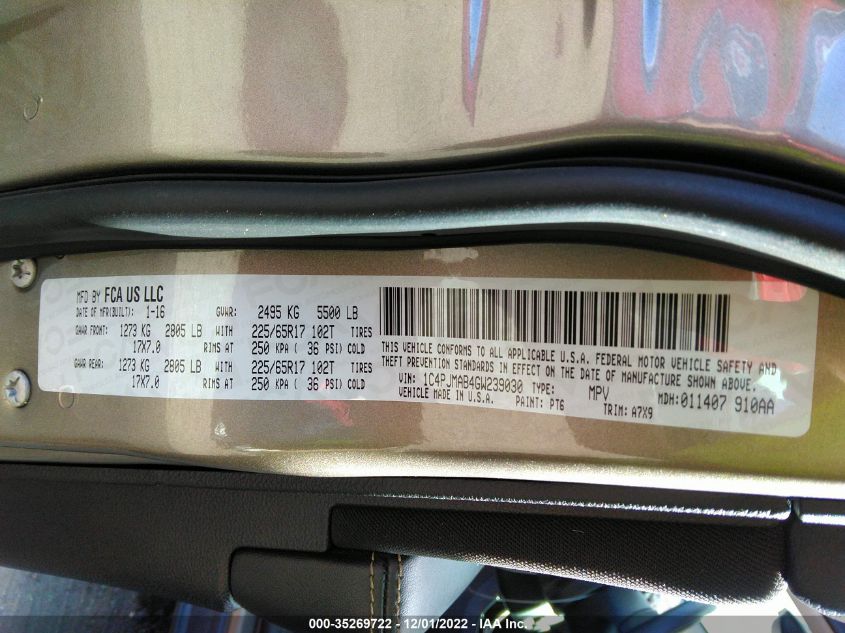 MFD BY FCA US LLC
DATE OF MFR(BUILT): 1-16 GVWR: 2495 KG 5500 LB
GAWR FRONT: 1273 KG 2805 LB WITH 225/65R17 102T TIRES
17X7.0 RIMS AT 250 KPA ( 36 PSI) COLD
GAWR REAR: 1273 KG 2805 LB WITH 225/65R17 102T TIRES
17X7.0 RIMS AT 250 KPA ( 36 PSI) COLD
THIS VEHICLE CONFORMS TO ALL APPLICABLE U.S.A. FEDERAL MOTOR VEHICLE SAFETY AND
THEFT PREVENTION STANDARDS IN EFFECT ON THE DATE OF MANUFACTURE SHOWN ABOVE.
VIN: 1C4PJMAB4GW239030 TYPE: MPV MDH: 011407 910AA
VEHICLE MADE IN U.S.A. PAINT: PT6 TRIM: A7X9
000-35269722 - 12/01/2022 - IAA Inc.